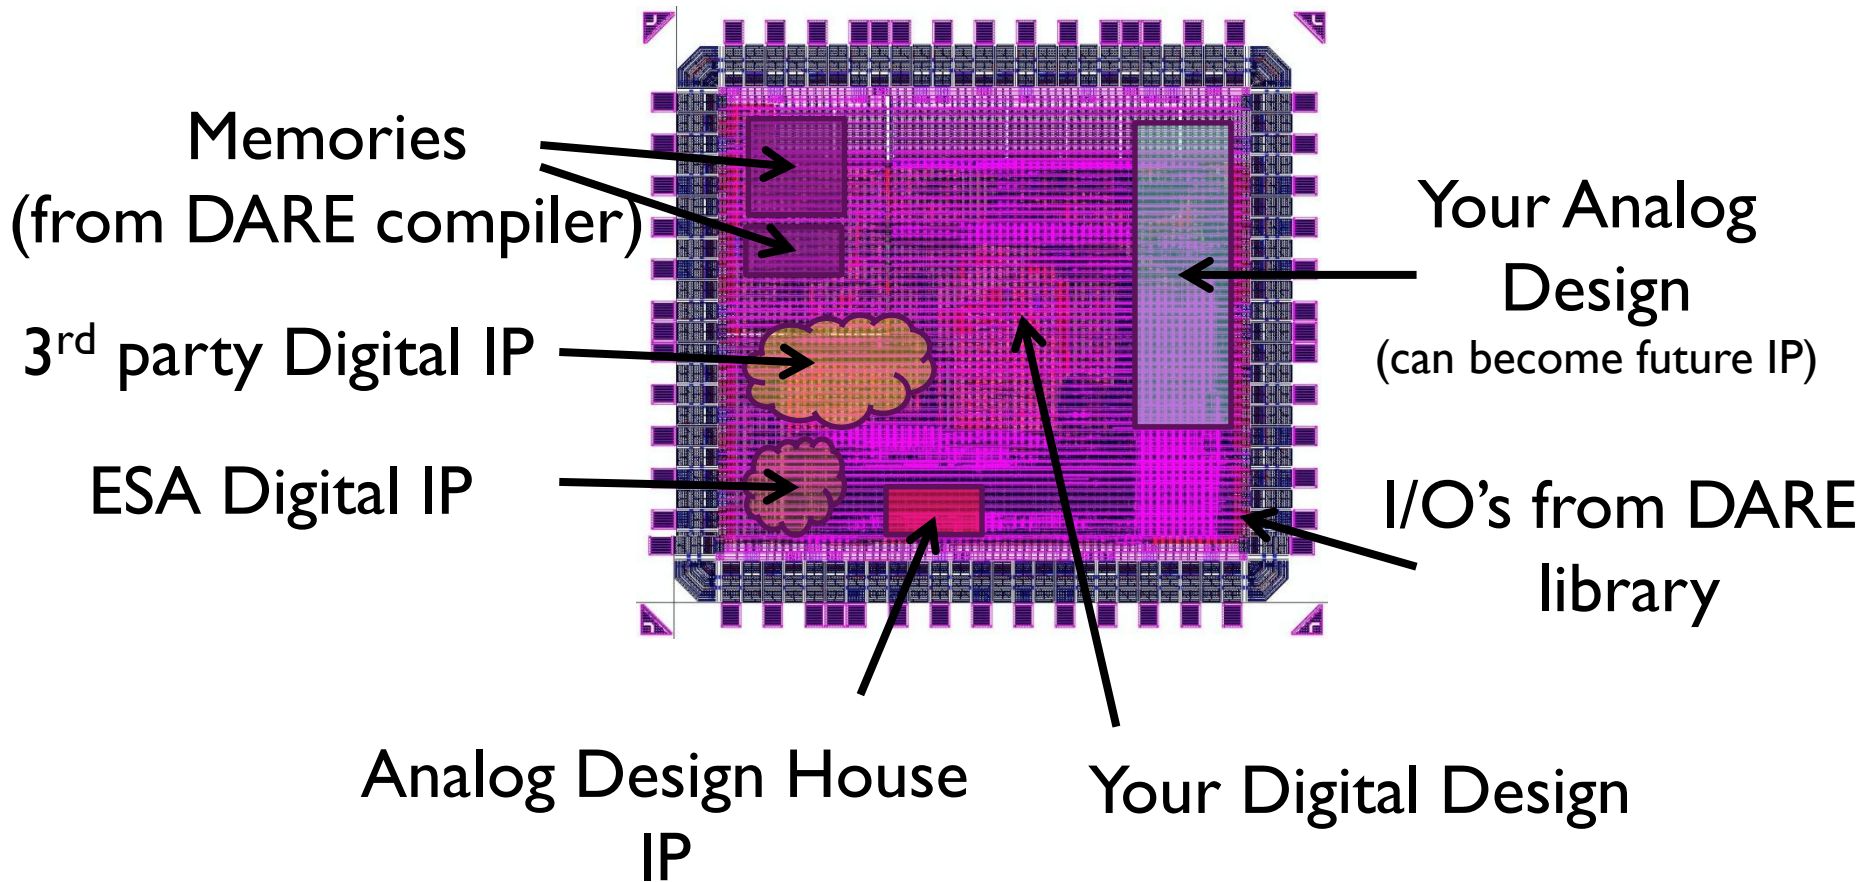 Memories
(from DARE compiler)
3rd party Digital IP
ESA Digital IP
Your Analog
Design
(can become future IP)
I/O’s from DARE
library
Analog Design House
IP
Your Digital Design